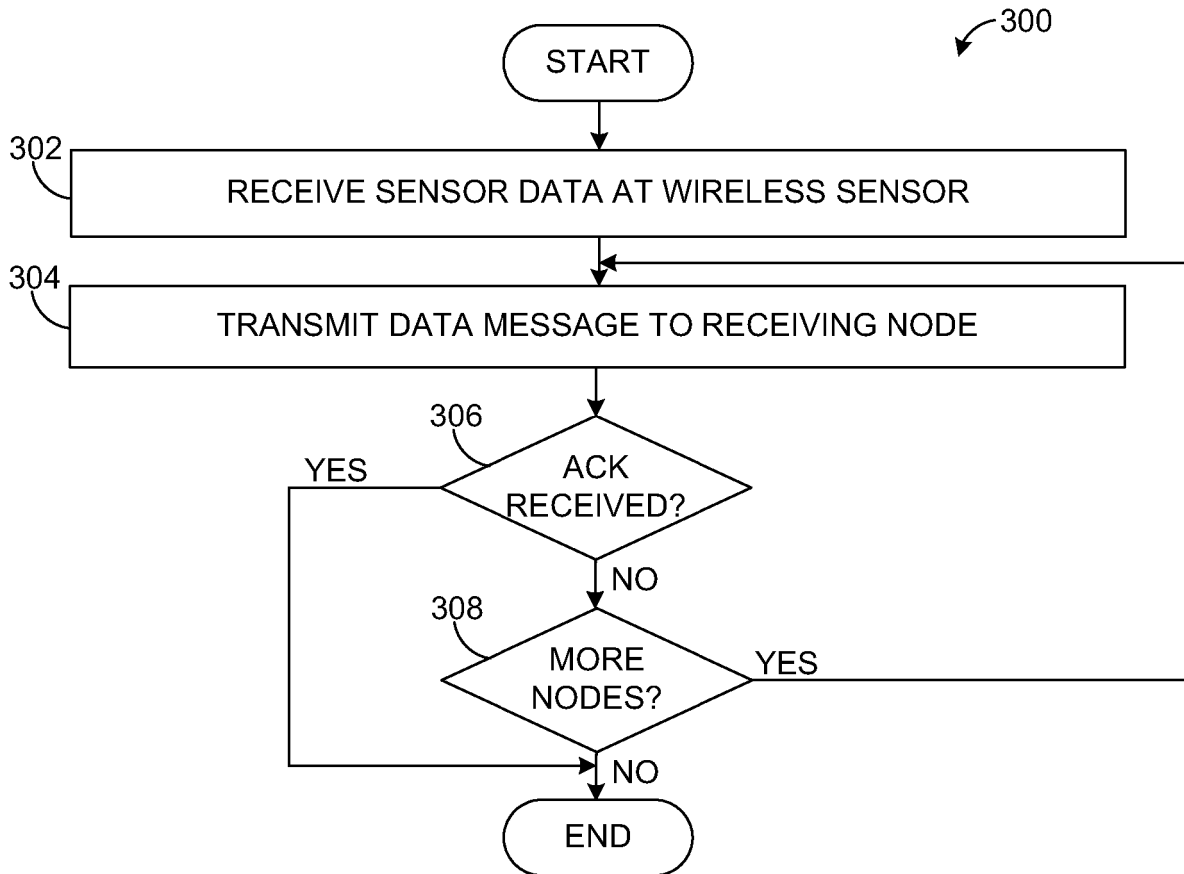 300
START
302
RECEIVE SENSOR DATA AT WIRELESS SENSOR
304
TRANSMIT DATA MESSAGE TO RECEIVING NODE
306
YES
ACK
RECEIVED?
NO
308
MORE
NODES?
YES
NO
END